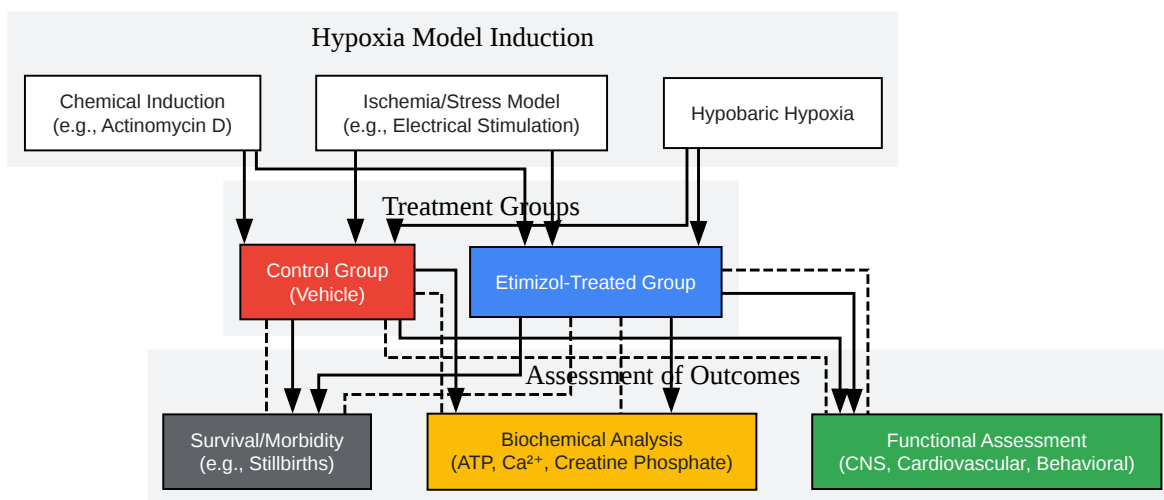 Hypoxia Model Induction
Chemical Induction
(e.g., Actinomycin D)
Ischemia/Stress Model
(e.g., Electrical Stimulation)
Hypobaric Hypoxia
Treatment Groups
Control Group
(Vehicle)
Etimizol-Treated Group
Assessment of Outcomes
Survival/Morbidity
(e.g., Stillbirths)
Biochemical Analysis
(ATP, Ca²⁺, Creatine Phosphate)
Functional Assessment
(CNS, Cardiovascular, Behavioral)